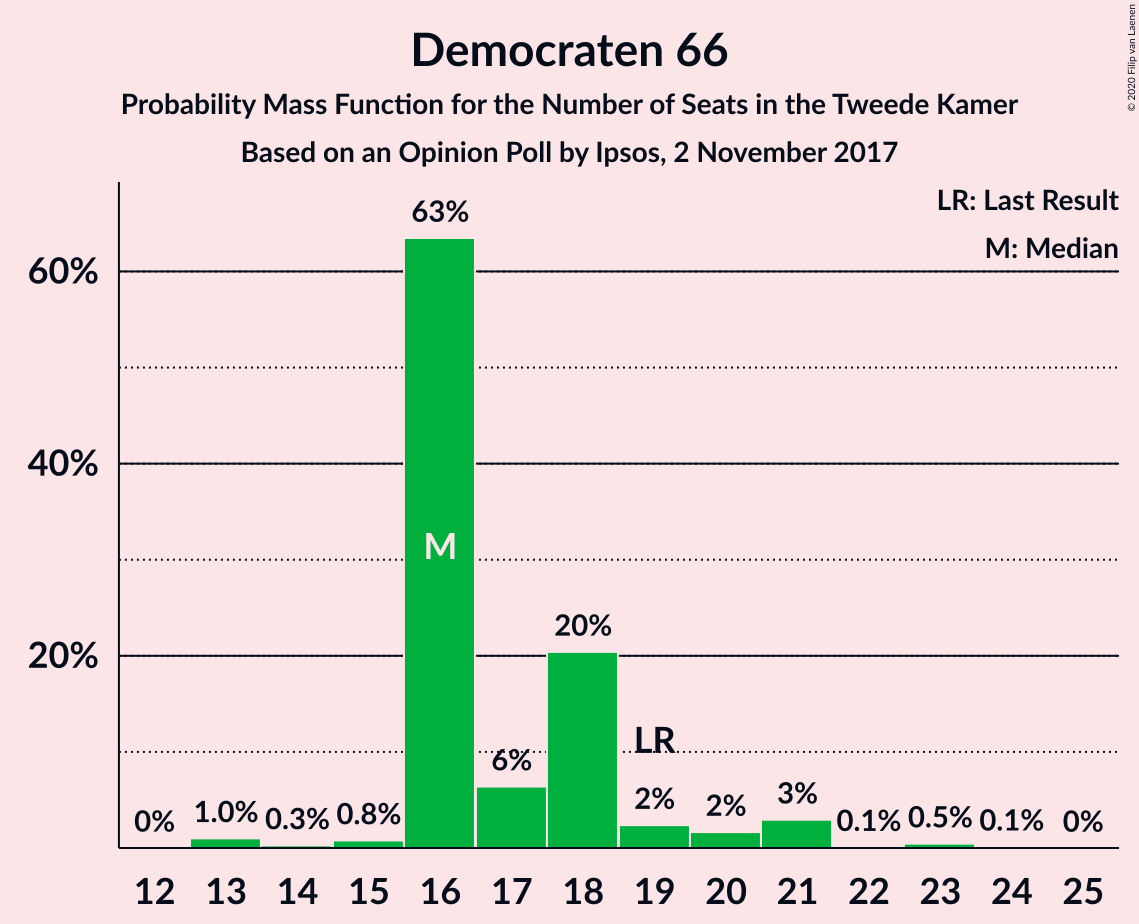 Democraten 66
Probability Mass Function for the Number of Seats in the Tweede Kamer
Based on an Opinion Poll by Ipsos, 2 November 2017
© 2020 Filip van Laenen
LR: Last Result
M: Median
63%
60%
40%
M
20%
20%
LR
6%
0% 1.0% 0.3% 0.8% 2% 2% 3% 0.1% 0.5% 0.1% 0%
12 13 14 15 16 17 18 19 20 21 22 23 24 25